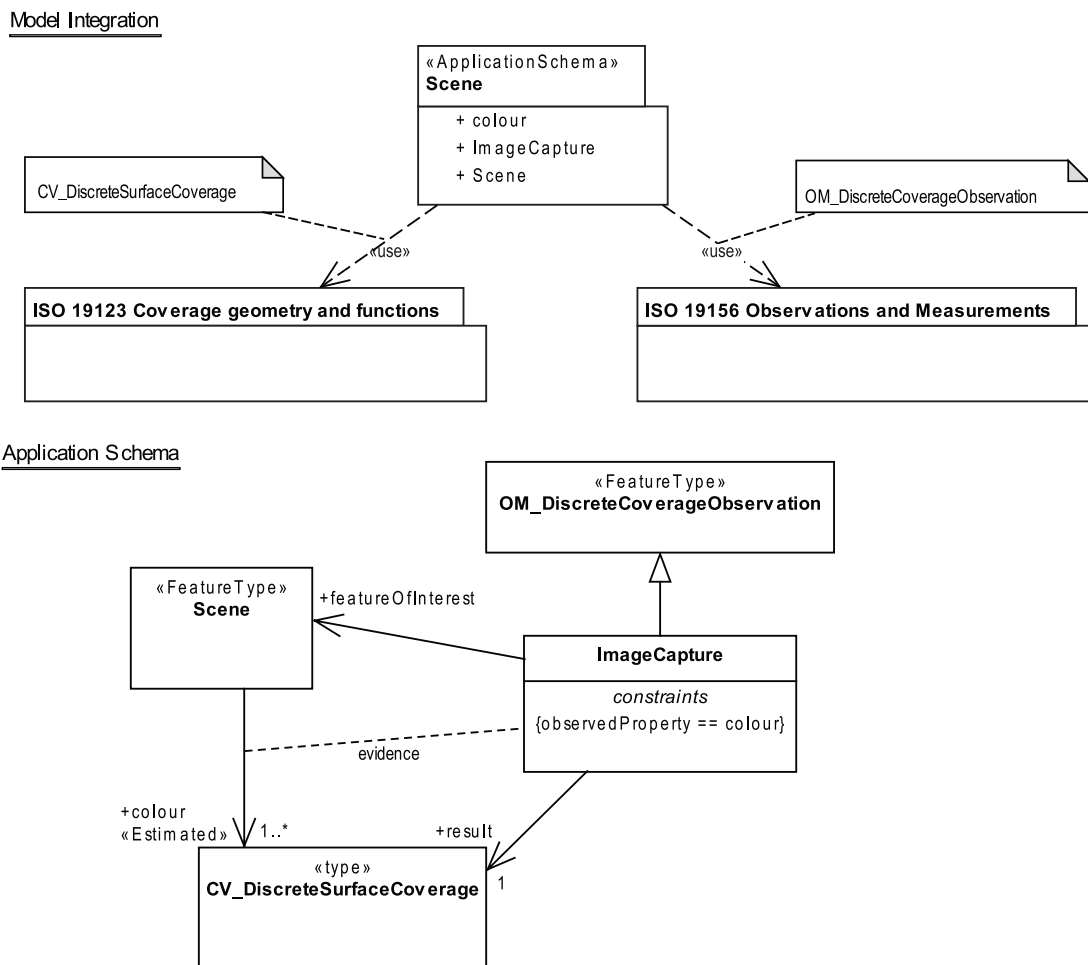 Model Integration
«ApplicationSchema»
Scene
+ colour
+ ImageCapture
+ Scene
CV_DiscreteSurfaceCoverage
OM_DiscreteCoverageObservation
«use»
«use»
ISO 19123 Coverage geometry and functions
ISO 19156 Observations and Measurements
Application Schema
«FeatureType»
OM_DiscreteCoverageObservation
«FeatureType»
Scene
+featureOfInterest
ImageCapture
constraints
{observedProperty == colour}
evidence
+colour
«Estimated»
1..*
+result
1
«type»
CV_DiscreteSurfaceCoverage